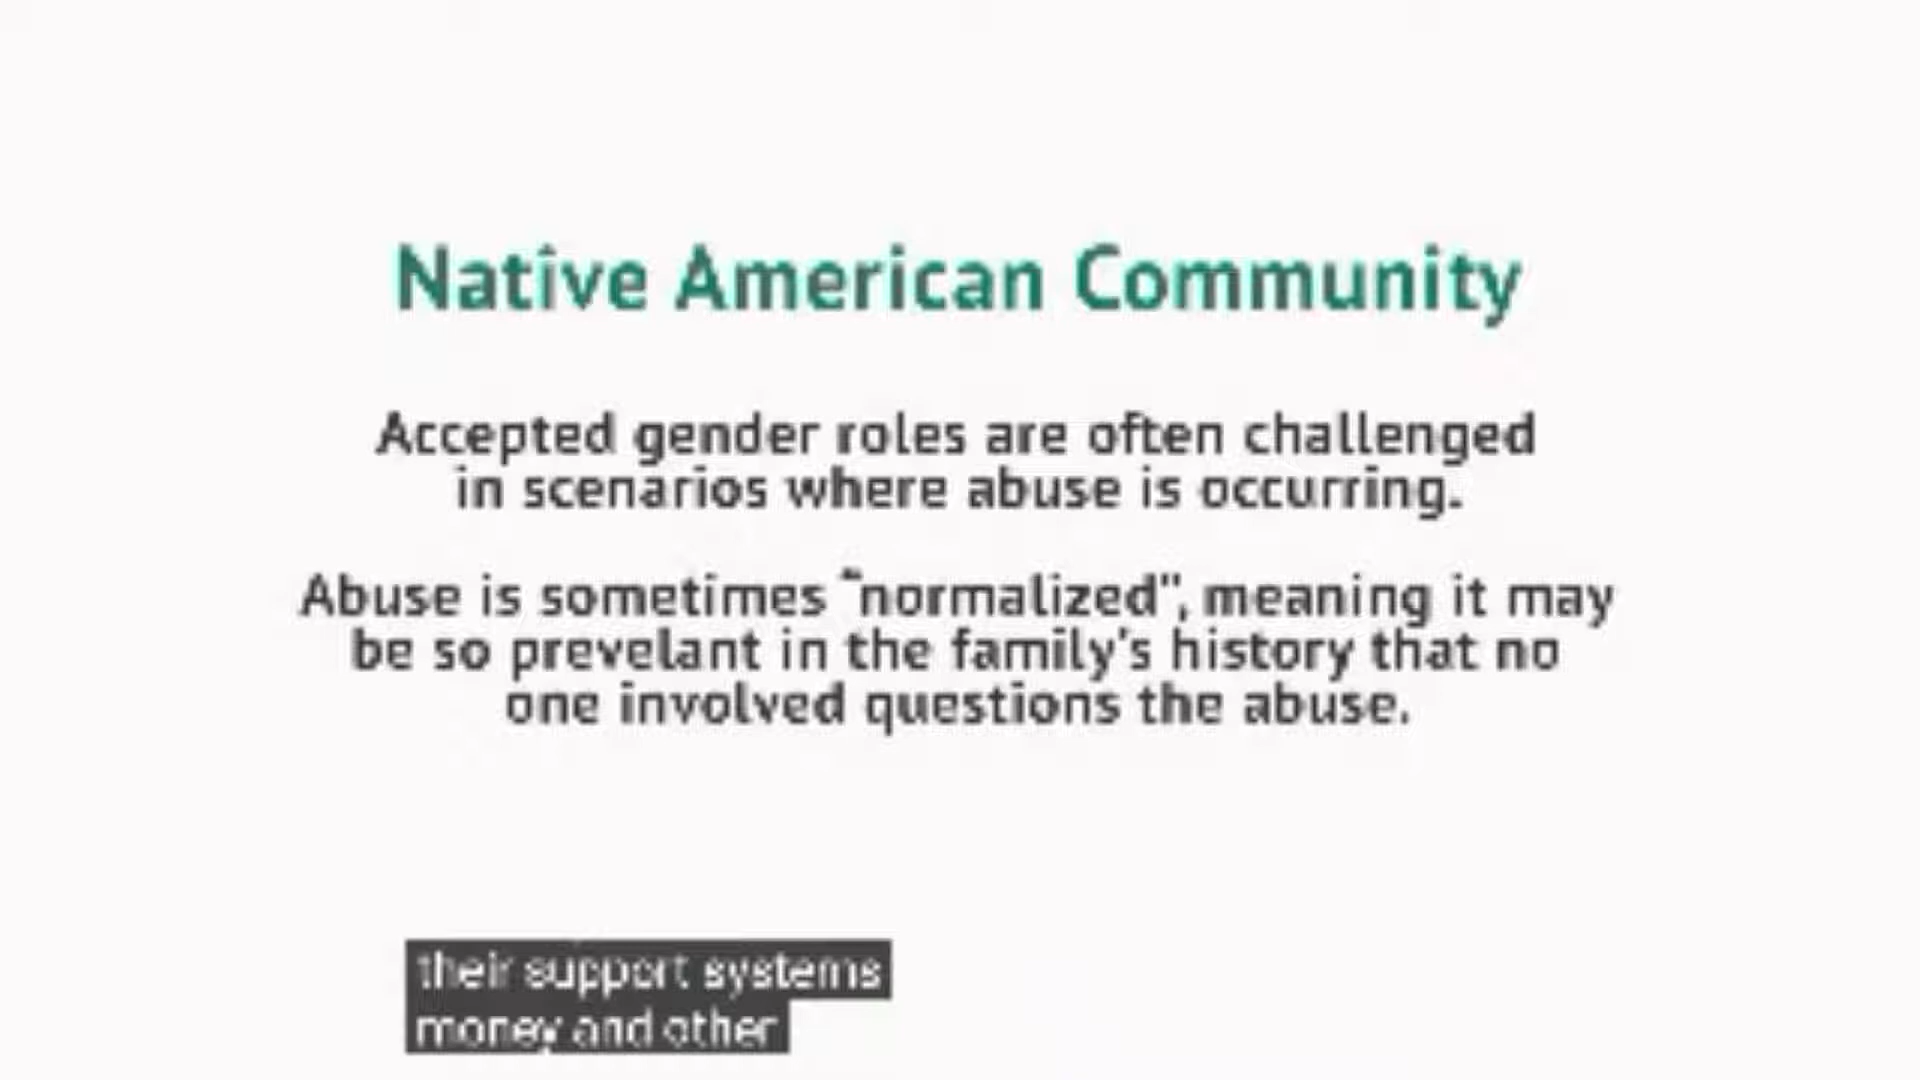 Native American Community
Accepted gender roles are often challenged
in scenarios where abuse is occurring.
Abuse is sometimes “normalized", meaning it may
be so prevelant in the family's history that no
one involved questions the abuse.
their support systems
money and other